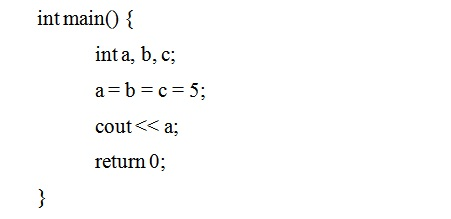 int main() {
int a, b, c;
a = b = c = 5;
cout << a;
return 0;
}